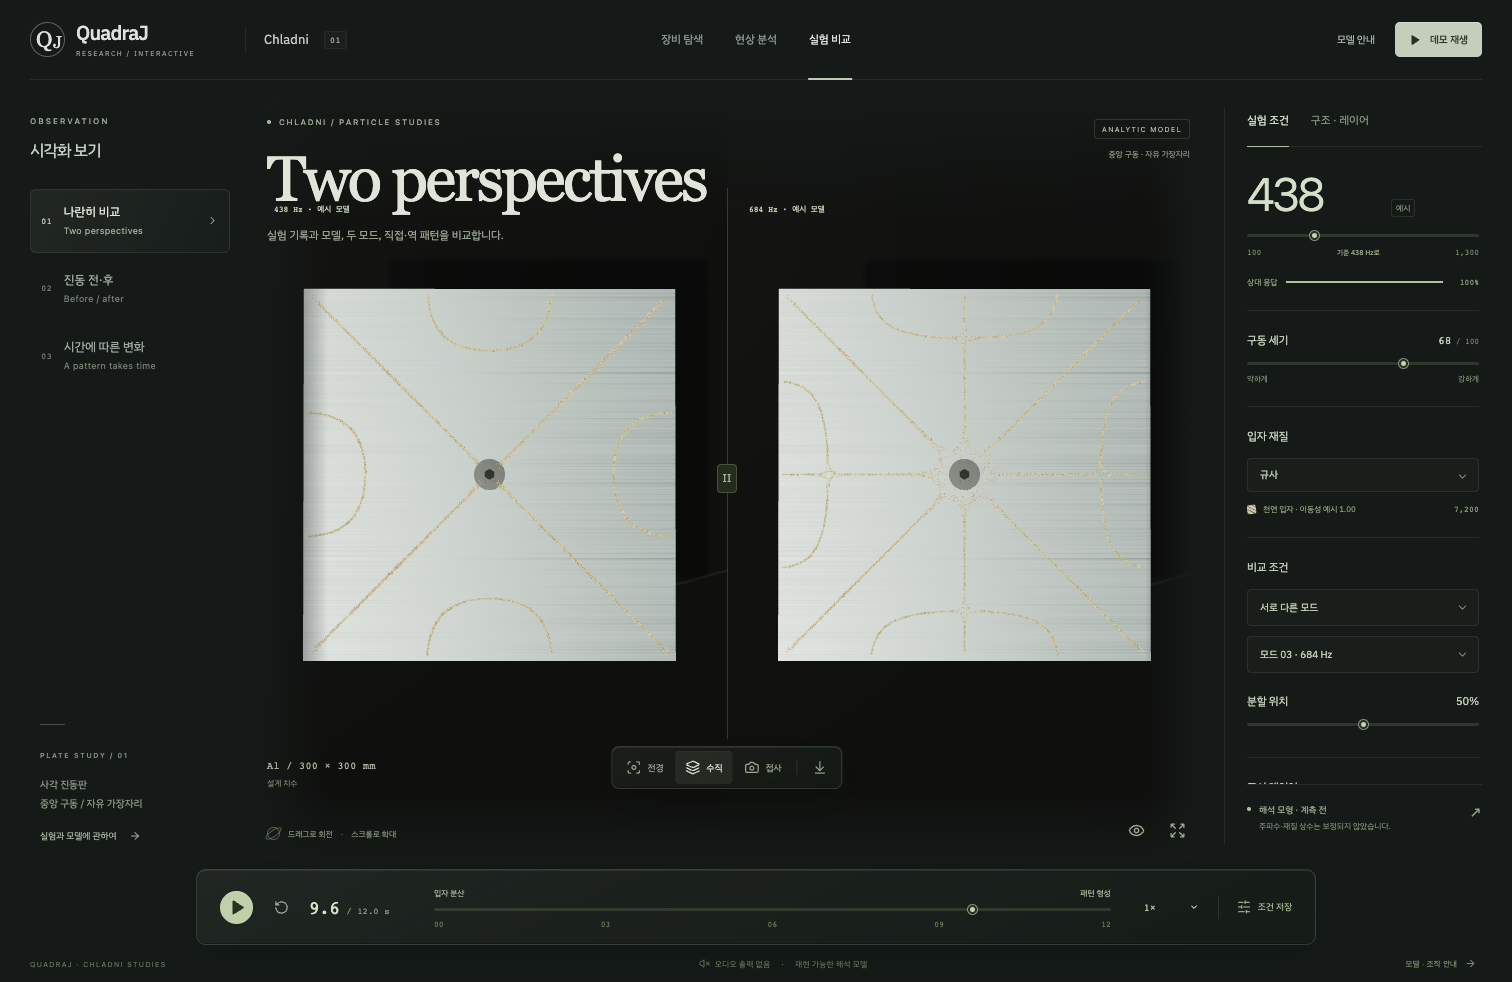 QJ
QuadraJ
RESEARCH / INTERACTIVE
Chladni 01
장비 탐색
현상 분석
실험 비교
모델 안내
데모 재생
OBSERVATION
시각화 보기
01 나란히 비교
Two perspectives
02 진동 전·후
Before / after
03 시간에 따른 변화
A pattern takes time
PLATE STUDY / 01
사각 진동판
중앙 구동 / 자유 가장자리
실험과 모델에 관하여
CHLADNI / PARTICLE STUDIES
Two perspectives
438 Hz · 예시 모델
실험 기록과 모델, 두 모드, 직접·역 패턴을 비교합니다.
684 Hz · 예시 모델
ANALYTIC MODEL
중앙 구동 · 자유 가장자리
II
Al / 300 × 300 mm
설계 치수
전경
수직
접사
드래그로 회전 · 스크롤로 확대
실험 조건
구조 · 레이어
438
예시
100
기준 438 Hz로
1,300
상대 응답
100%
구동 세기
68 / 100
약하게
강하게
입자 재질
규사
천연 입자 · 이동성 예시 1.00
7,200
비교 조건
서로 다른 모드
모드 03 · 684 Hz
분할 위치
50%
해석 모형 · 계측 전
주파수·재질 상수는 보정되지 않았습니다.
9.6 / 12.0 s
입자 분산
패턴 형성
00
03
06
09
12
1×
조건 저장
QUADRAJ · CHLADNI STUDIES
오디오 출력 없음 · 재현 가능한 해석 모델
모델 · 조작 안내